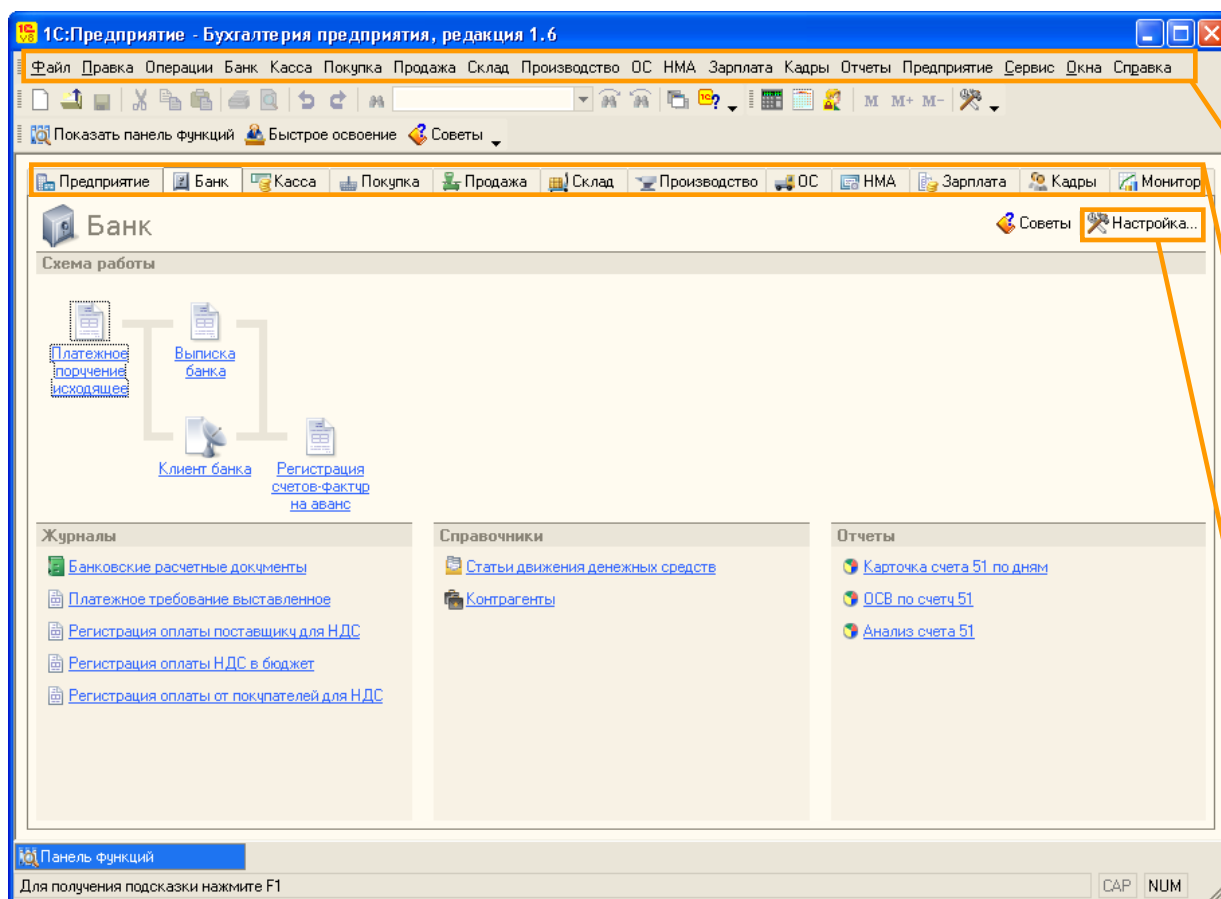 1С:Предприятие - Бухгалтерия предприятия, редакция 1.6
Файл Правка Операции Банк Касса Покупка Продажа Склад Производство ОС НМА Зарплата Кадры Отчеты Предприятие Сервис Окна Справка
М М+ М-
Показать панель функций Быстрое освоение Советы
Предприятие Банк Касса Покупка Продажа Склад Производство ОС НМА Зарплата Кадры Монитор
Банк
Советы Настройка...
Схема работы
Платежное
поручение
исходящее
Выписка
банка
Клиент банка
Регистрация
счетов-фактур
на аванс
Журналы
Банковские расчетные документы
Платежное требование выставленное
Регистрация оплаты поставщику для НДС
Регистрация оплаты НДС в бюджет
Регистрация оплаты от покупателей для НДС
Справочники
Статьи движения денежных средств
Контрагенты
Отчеты
Карточка счета 51 по дням
ОСВ по счету 51
Анализ счета 51
Панель функций
Для получения подсказки нажмите F1
CAP NUM